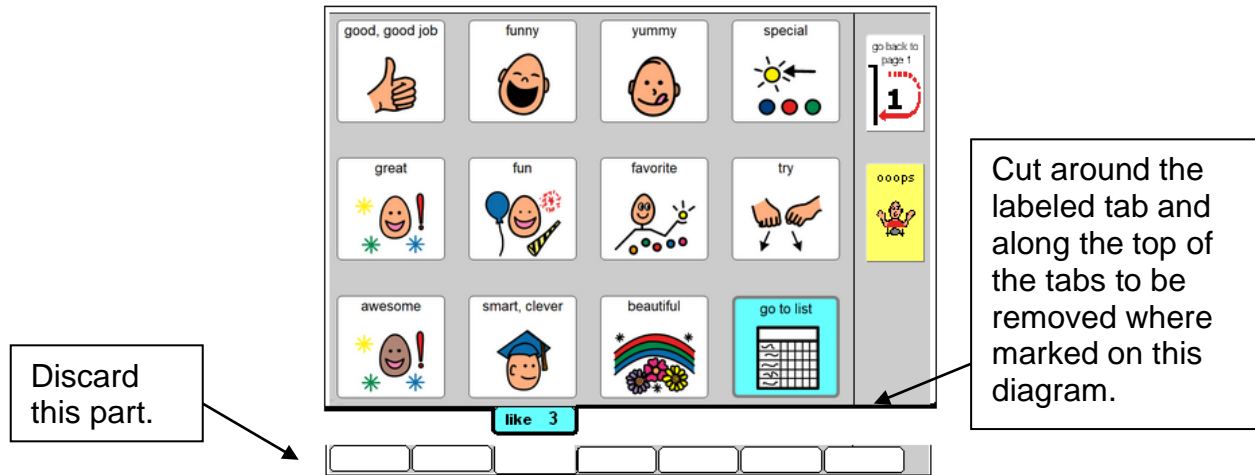 good, good job
funny
yummy
special
go back to
page 1
1
great
fun
favorite
try
ooops
awesome
smart, clever
beautiful
go to list
like 3
Discard
this part.
Cut around the
labeled tab and
along the top of
the tabs to be
removed where
marked on this
diagram.